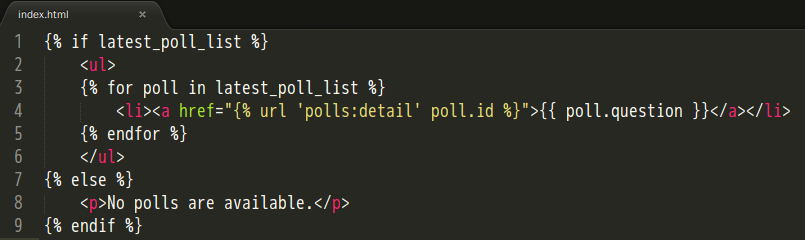 index.html ×
1 {% if latest_poll_list %}
2     <ul>
3     {% for poll in latest_poll_list %}
4         <li><a href="{% url 'polls:detail' poll.id %}">{{ poll.question }}</a></li>
5     {% endfor %}
6     </ul>
7 {% else %}
8     <p>No polls are available.</p>
9 {% endif %}